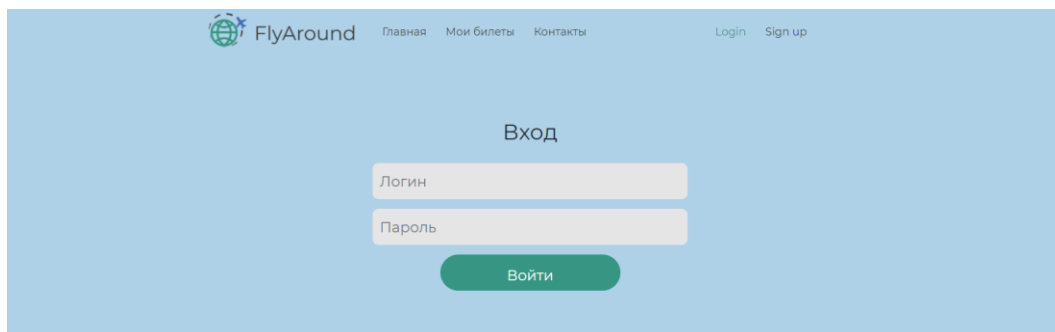 FlyAround Главная Мои билеты Контакты Login Sign up
Вход
Логин
Пароль
Войти